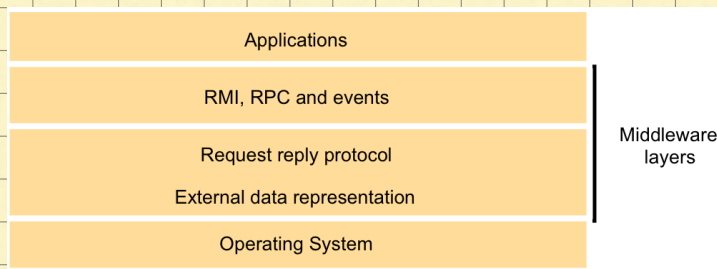 Applications
RMI, RPC and events
Request reply protocol
External data representation
Operating System
Middleware
layers